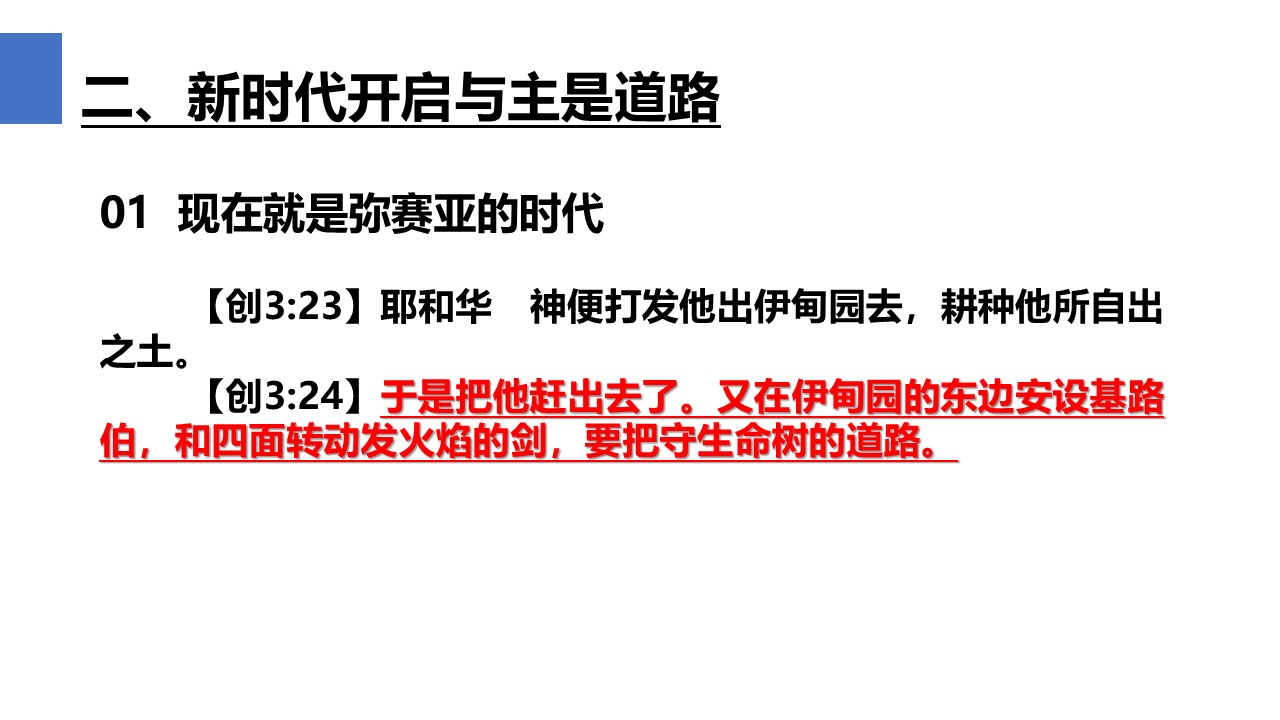 二、新时代开启与主是道路
01 现在就是弥赛亚的时代
【创3:23】耶和华　神便打发他出伊甸园去，耕种他所自出
之土。
【创3:24】于是把他赶出去了。又在伊甸园的东边安设基路
伯，和四面转动发火焰的剑，要把守生命树的道路。